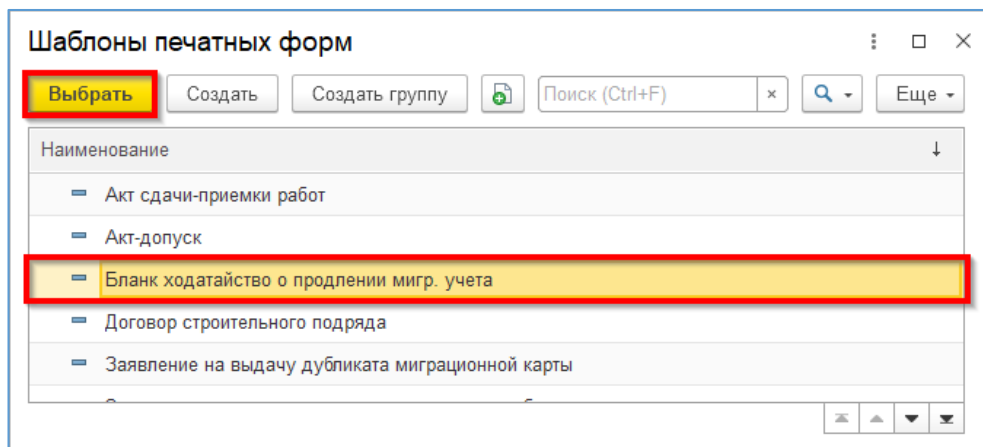 Шаблоны печатных форм
Выбрать Создать Создать группу Поиск (Ctrl+F) × Еще
Наименование ↓
Акт сдачи-приемки работ
Акт-допуск
Бланк ходатайство о продлении мигр. учета
Договор строительного подряда
Заявление на выдачу дубликата миграционной карты